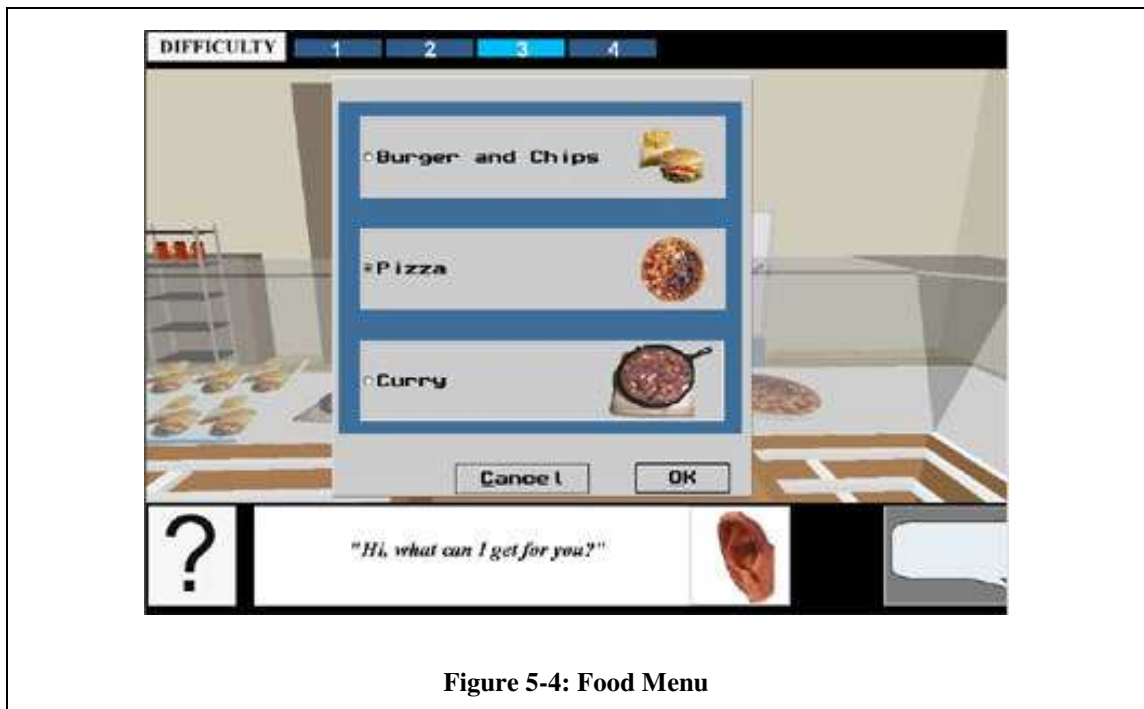 DIFFICULTY 1 2 3 4
Burger and Chips
Pizza
Curry
Cancel OK
?
"Hi, what can I get for you?"
Figure 5-4: Food Menu